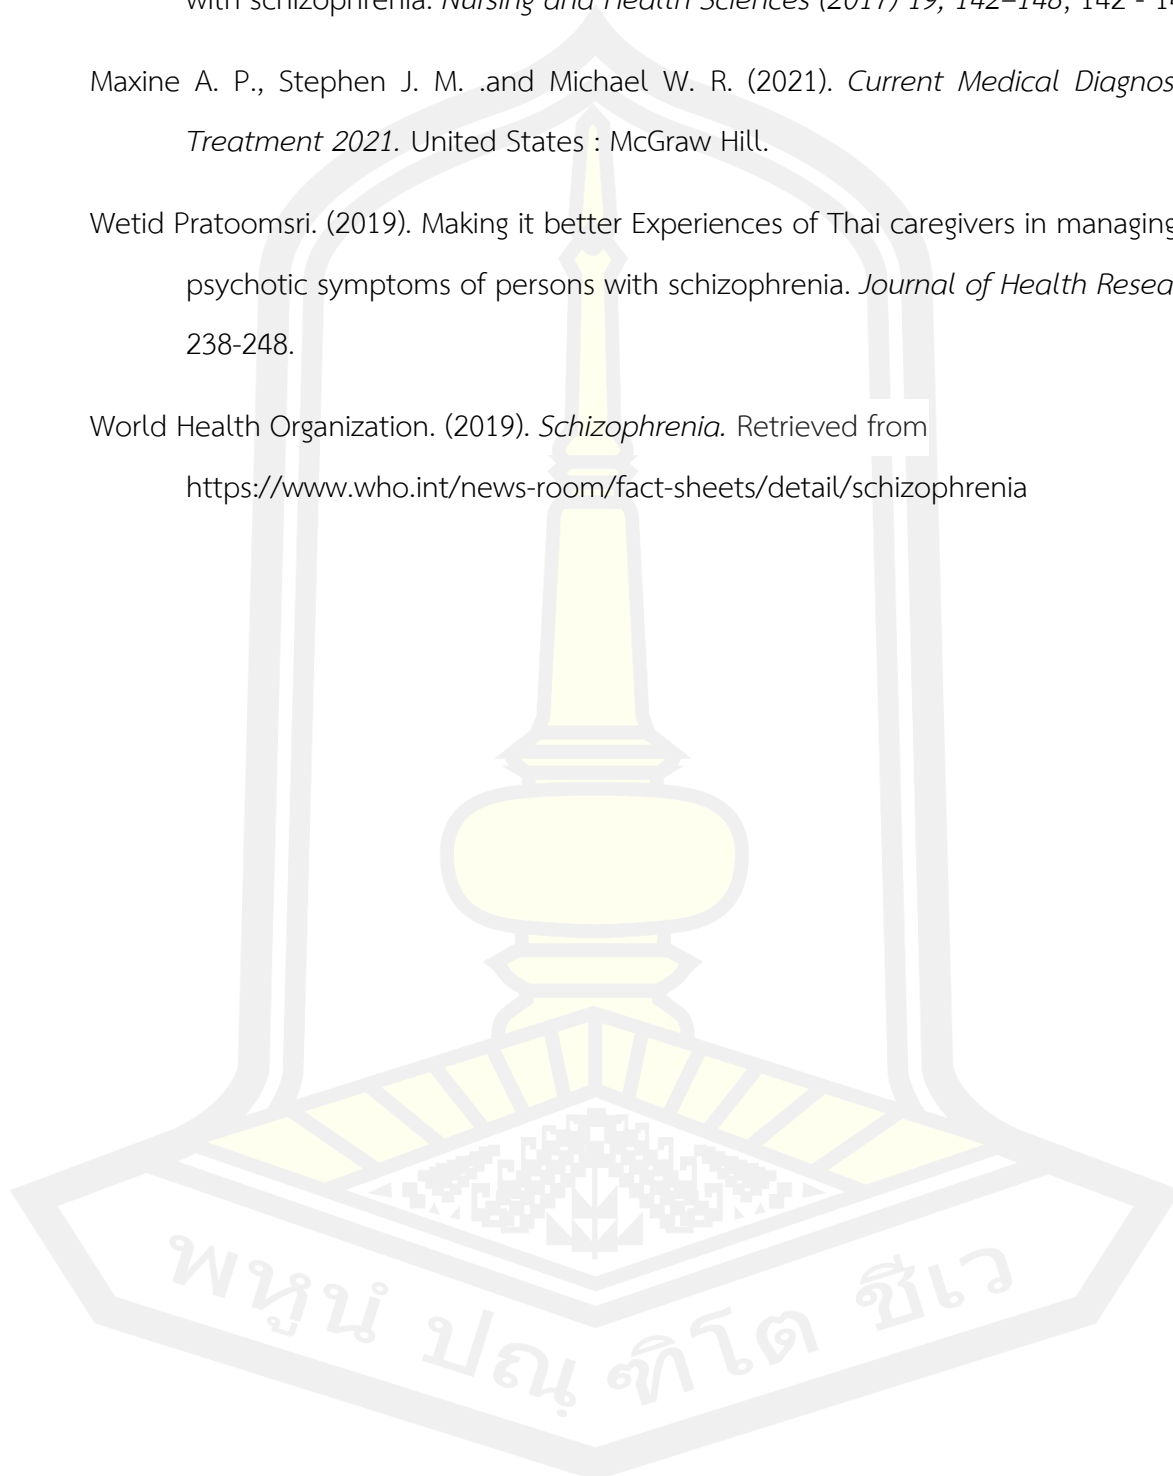 with schizophrenia. Nursing and Health Sciences (2017) 19, 142–148, 142 -
Maxine A. P., Stephen J. M. .and Michael W. R. (2021). Current Medical
Treatment 2021. United States : McGraw Hill.
Wetid Pratoomsri. (2019). Making it better Experiences of Thai caregivers in managing
psychotic symptoms of persons with schizophrenia. Journal of Health
238-248.
World Health Organization. (2019). Schizophrenia. Retrieved from
https://www.who.int/news-room/fact-sheets/detail/schizophrenia
พหูนํ ปณฺฑิโต ชีเว